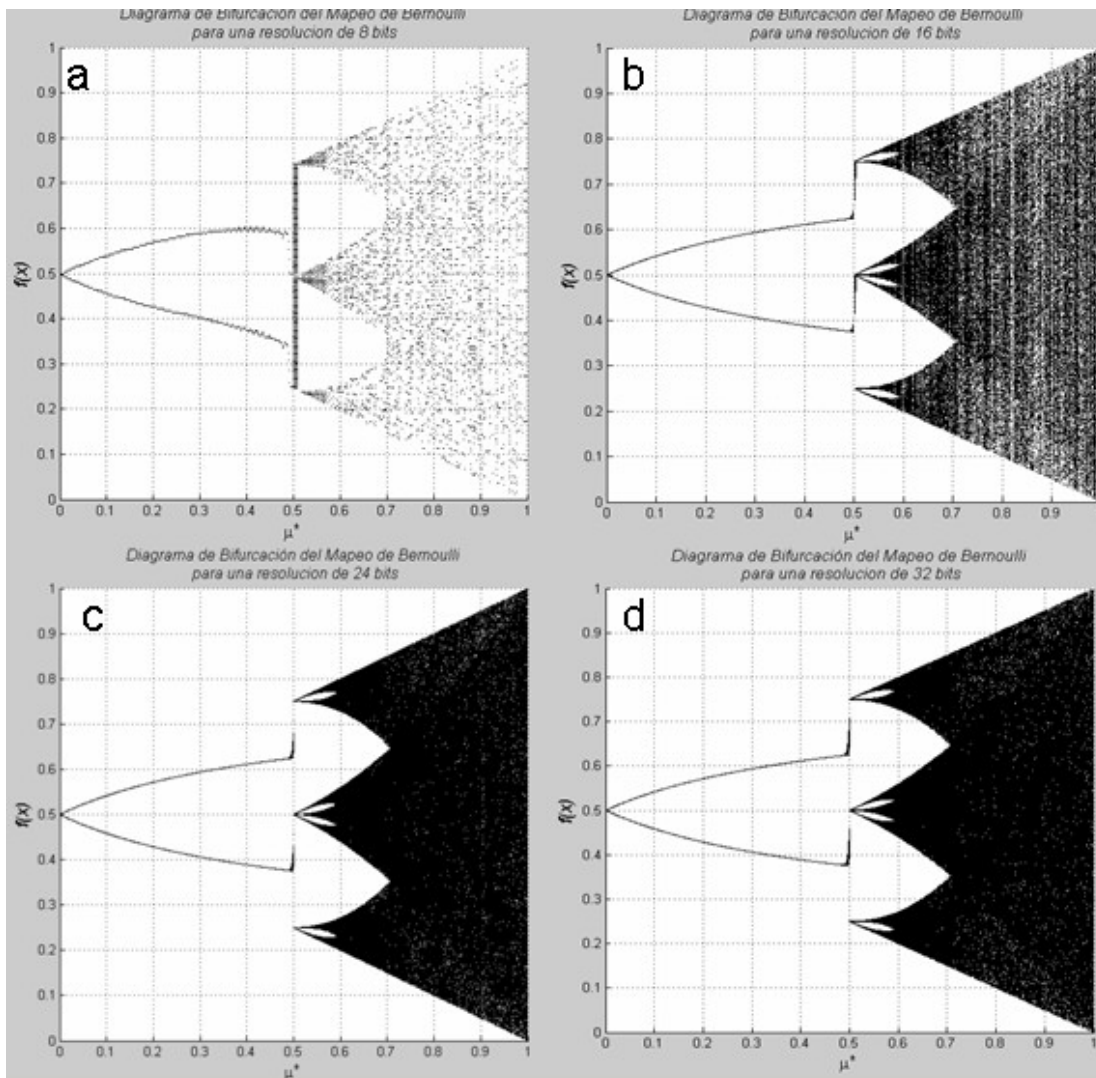 Diagrama de Bifurcación del Mapeo de Bernoulli
para una resolucion de 8 bits
a
f(x)
1
0.9
0.8
0.7
0.6
0.5
0.4
0.3
0.2
0.1
0
0 0.1 0.2 0.3 0.4 0.5 0.6 0.7 0.8 0.9 1
μ*
Diagrama de Bifurcación del Mapeo de Bernoulli
para una resolucion de 16 bits
b
f(x)
1
0.9
0.8
0.7
0.6
0.5
0.4
0.3
0.2
0.1
0
0 0.1 0.2 0.3 0.4 0.5 0.6 0.7 0.8 0.9 1
μ*
Diagrama de Bifurcación del Mapeo de Bernoulli
para una resolucion de 24 bits
c
f(x)
1
0.9
0.8
0.7
0.6
0.5
0.4
0.3
0.2
0.1
0
0 0.1 0.2 0.3 0.4 0.5 0.6 0.7 0.8 0.9 1
μ*
Diagrama de Bifurcación del Mapeo de Bernoulli
para una resolucion de 32 bits
d
f(x)
1
0.9
0.8
0.7
0.6
0.5
0.4
0.3
0.2
0.1
0
0 0.1 0.2 0.3 0.4 0.5 0.6 0.7 0.8 0.9 1
μ*